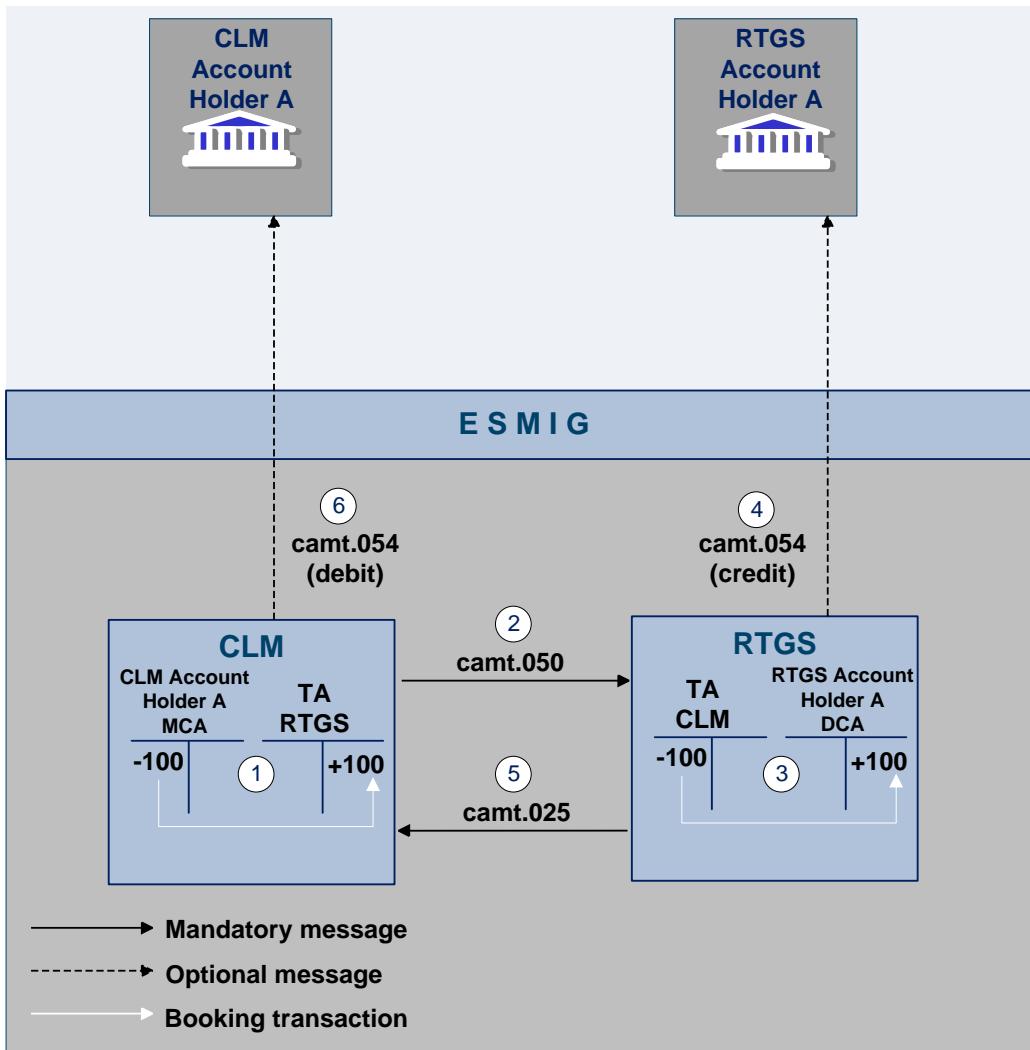 CLM
Account
Holder A
RTGS
Account
Holder A
E S M I G
6
camt.054
(debit)
4
camt.054
(credit)
2
camt.050
CLM
CLM Account
Holder A
MCA
TA
RTGS
-100
1
+100
RTGS
TA
CLM
RTGS Account
Holder A
DCA
-100
3
+100
5
camt.025
Mandatory message
Optional message
Booking transaction